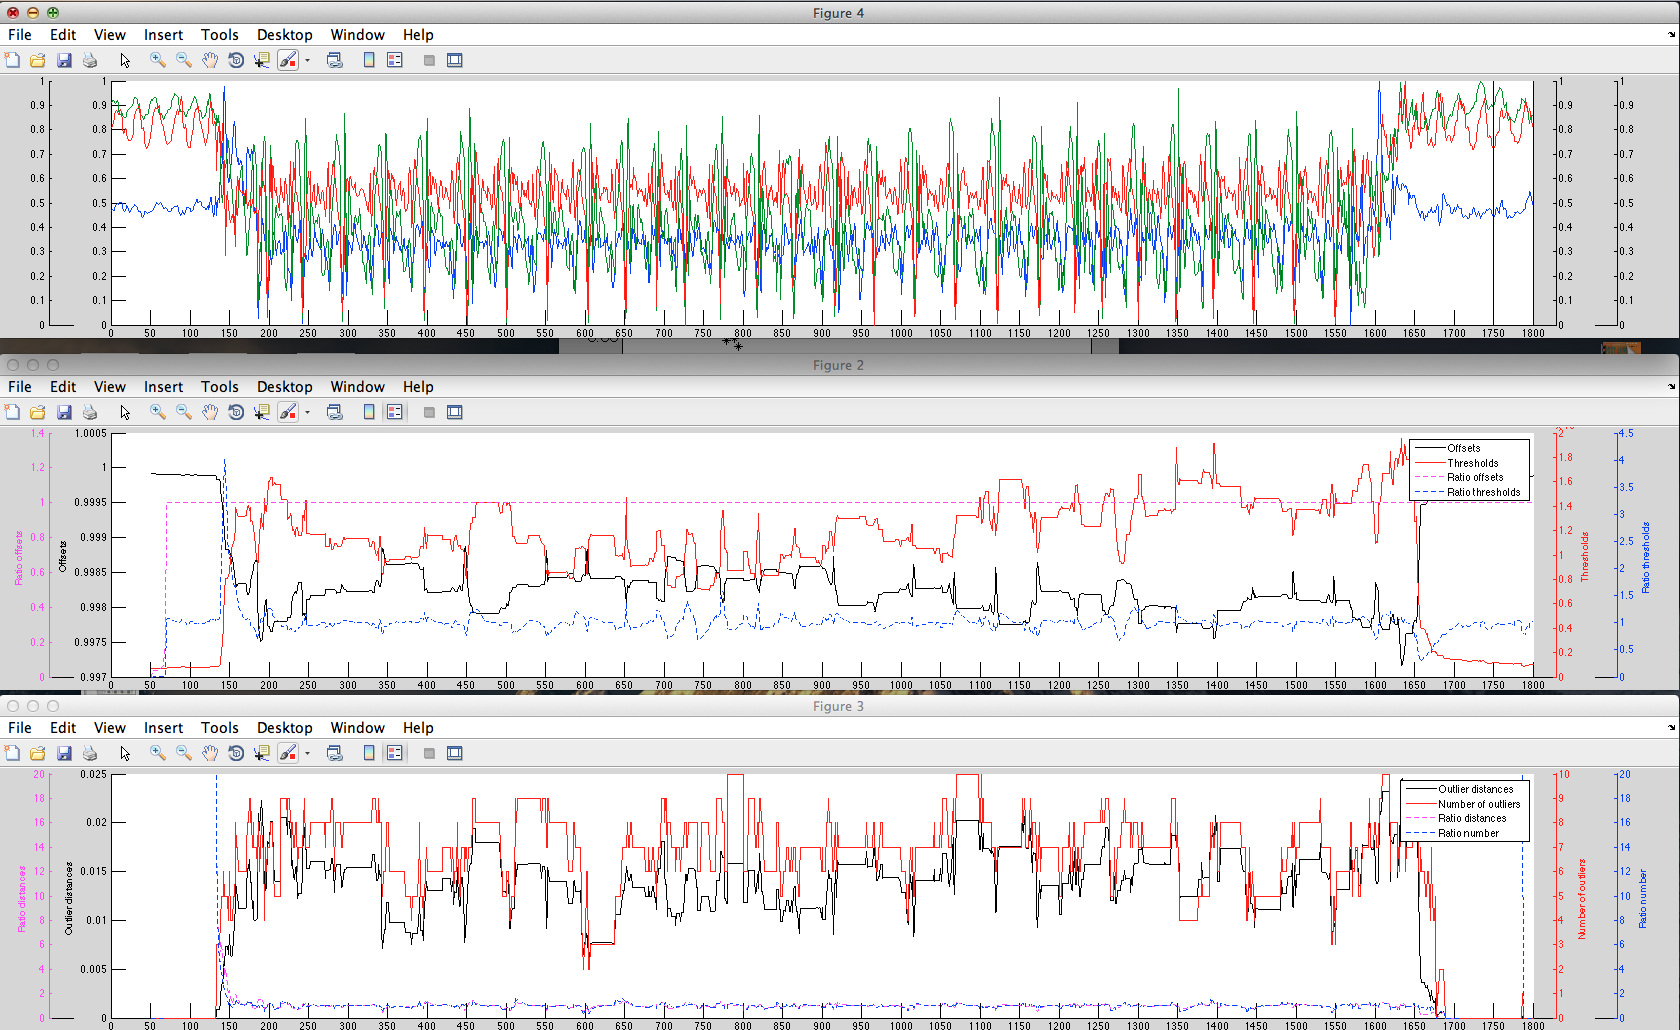 Figure 4
File Edit View Insert Tools Desktop Window Help
1 1 1 1
0.9 0.9 0.9 0.9
0.8 0.8 0.8 0.8
0.7 0.7 0.7 0.7
0.6 0.6 0.6 0.6
0.5 0.5 0.5 0.5
0.4 0.4 0.4 0.4
0.3 0.3 0.3 0.3
0.2 0.2 0.2 0.2
0.1 0.1 0.1 0.1
0 0 0 0
0 50 100 150 200 250 300 350 400 450 500 550 600 650 700 750 800 850 900 950 1000 1050 1100 1150 1200 1250 1300 1350 1400 1450 1500 1550 1600 1650 1700 1750 1800
Figure 2
File Edit View Insert Tools Desktop Window Help
Ratio offsets
1.4
1.2
1
0.8
0.6
0.4
0.2
0
Offsets
1.0005
1
0.9995
0.999
0.9985
0.998
0.9975
0.997
Offsets
Thresholds
Ratio offsets
Ratio thresholds
2
1.8
1.6
1.4
1.2
1
0.8
0.6
0.4
0.2
0
Thresholds
4.5
4
3.5
3
2.5
2
1.5
1
0.5
0
Ratio thresholds
0 50 100 150 200 250 300 350 400 450 500 550 600 650 700 750 800 850 900 950 1000 1050 1100 1150 1200 1250 1300 1350 1400 1450 1500 1550 1600 1650 1700 1750 1800
Figure 3
File Edit View Insert Tools Desktop Window Help
Ratio distances
20
18
16
14
12
10
8
6
4
2
0
Outlier distances
0.025
0.02
0.015
0.01
0.005
0
Outlier distances
Number of outliers
Ratio distances
Ratio number
10
9
8
7
6
5
4
3
2
1
0
Number of outliers
20
18
16
14
12
10
8
6
4
2
0
Ratio number
0 50 100 150 200 250 300 350 400 450 500 550 600 650 700 750 800 850 900 950 1000 1050 1100 1150 1200 1250 1300 1350 1400 1450 1500 1550 1600 1650 1700 1750 1800